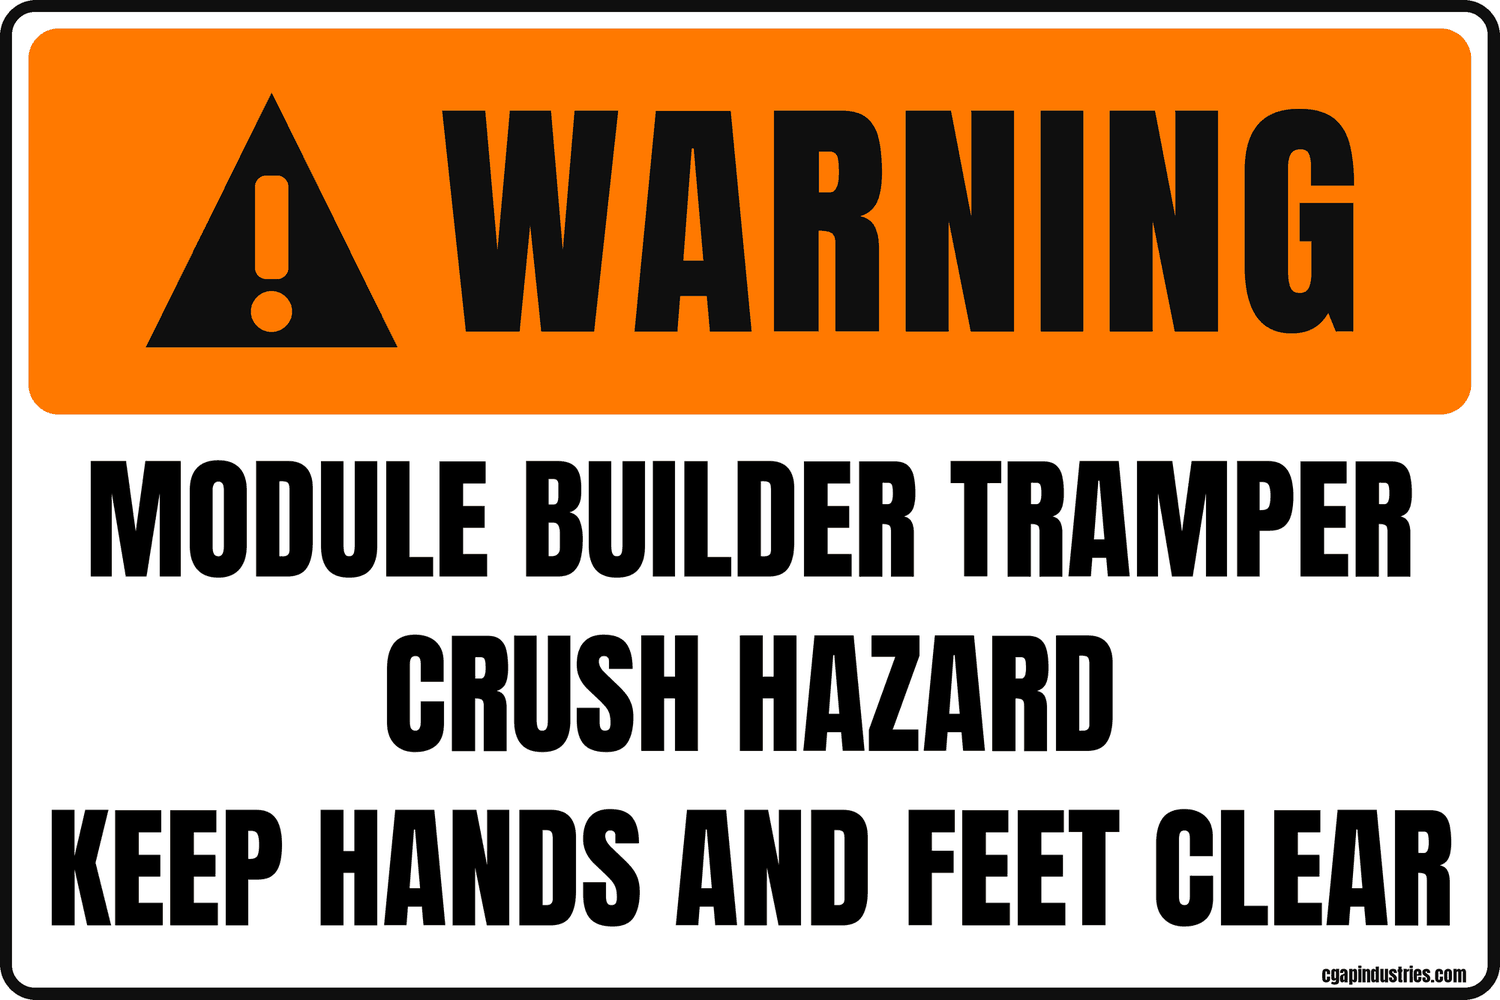 WARNING
MODULE BUILDER TRAMPER
CRUSH HAZARD
KEEP HANDS AND FEET CLEAR
cgapindustries.com